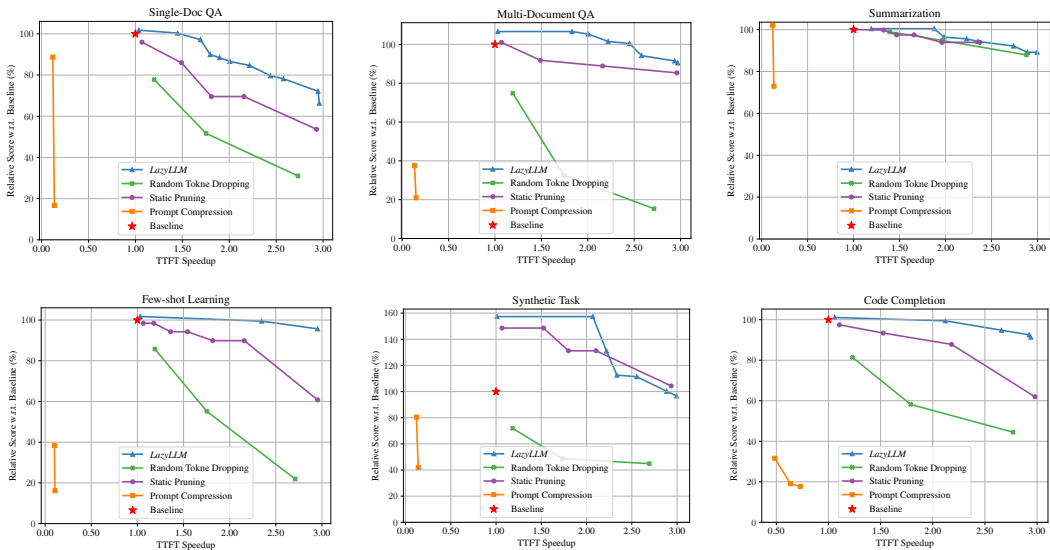 Single-Doc QA
Relative Score w.r.t. Baseline (%)
100
80
60
40
20
0
LazyLLM
Random Tokne Dropping
Static Pruning
Prompt Compression
Baseline
0.00 0.50 1.00 1.50 2.00 2.50 3.00
TTFT Speedup
Multi-Document QA
Relative Score w.r.t. Baseline (%)
100
80
60
40
20
0
LazyLLM
Random Tokne Dropping
Static Pruning
Prompt Compression
Baseline
0.00 0.50 1.00 1.50 2.00 2.50 3.00
TTFT Speedup
Summarization
Relative Score w.r.t. Baseline (%)
100
80
60
40
20
0
LazyLLM
Random Tokne Dropping
Static Pruning
Prompt Compression
Baseline
0.00 0.50 1.00 1.50 2.00 2.50 3.00
TTFT Speedup
Few-shot Learning
Relative Score w.r.t. Baseline (%)
100
80
60
40
20
0
LazyLLM
Random Tokne Dropping
Static Pruning
Prompt Compression
Baseline
0.00 0.50 1.00 1.50 2.00 2.50 3.00
TTFT Speedup
Synthetic Task
Relative Score w.r.t. Baseline (%)
160
140
120
100
80
60
40
20
0
LazyLLM
Random Tokne Dropping
Static Pruning
Prompt Compression
Baseline
0.00 0.50 1.00 1.50 2.00 2.50 3.00
TTFT Speedup
Code Completion
Relative Score w.r.t. Baseline (%)
100
80
60
40
20
0
LazyLLM
Random Tokne Dropping
Static Pruning
Prompt Compression
Baseline
0.50 1.00 1.50 2.00 2.50 3.00
TTFT Speedup